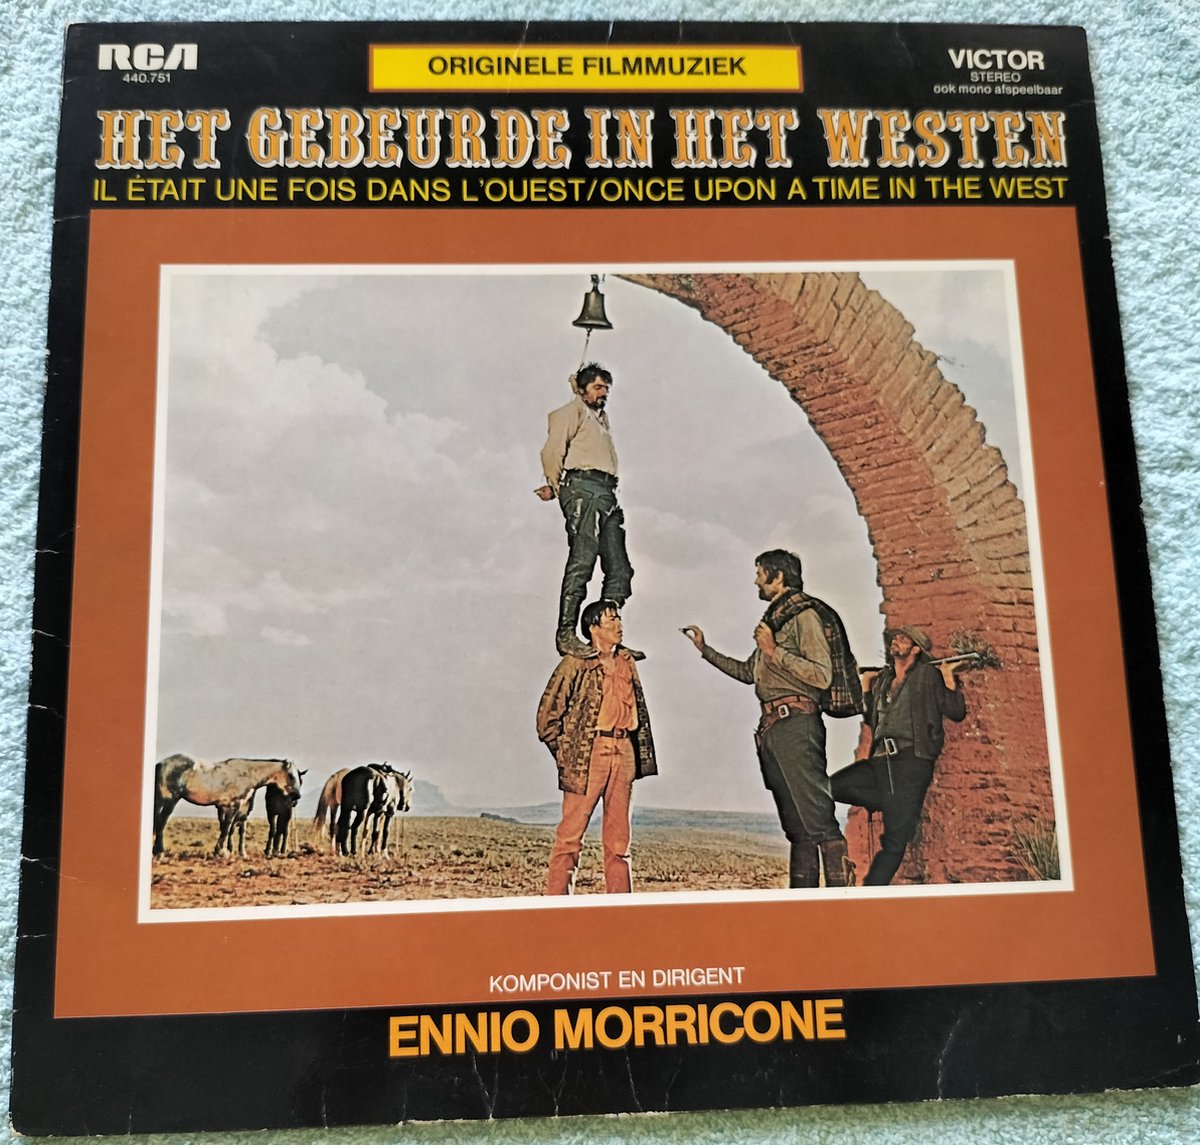 RCA
440.751
ORIGINELE FILMMUZIEK
VICTOR
STEREO
ook mono afspeelbaar
HET GEBEURDE IN HET WESTEN
IL ÉTAIT UNE FOIS DANS L'OUEST/ONCE UPON A TIME IN THE WEST
KOMPONIST EN DIRIGENT
ENNIO MORRICONE